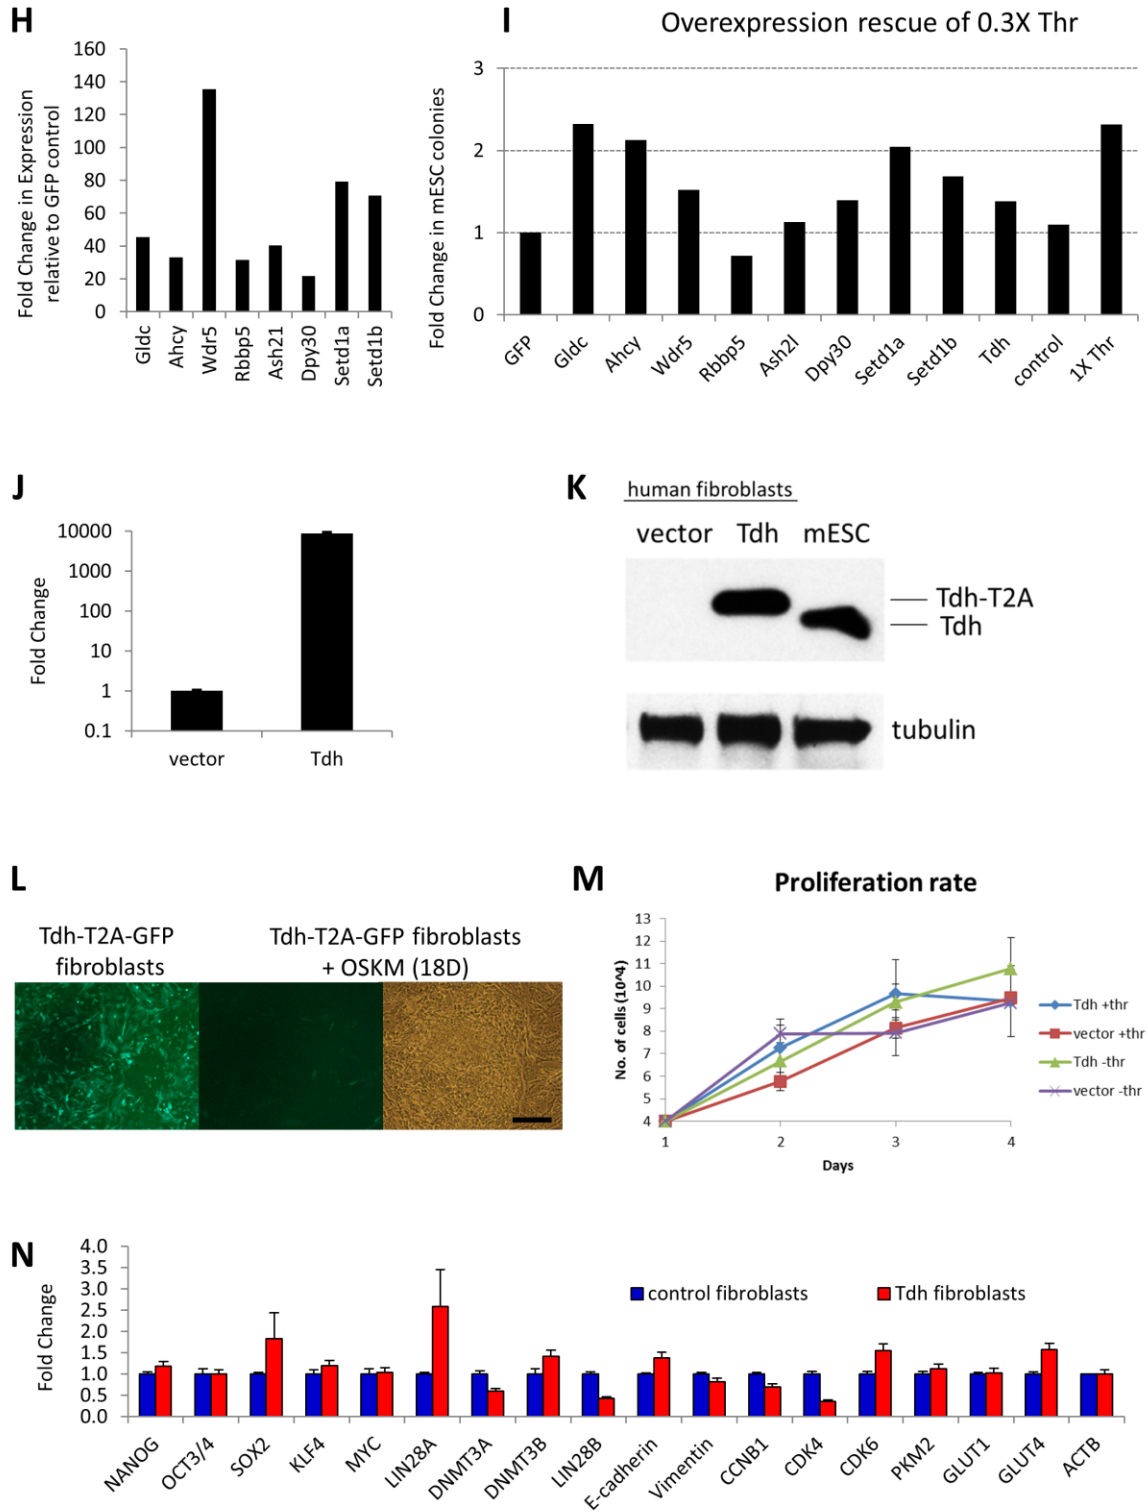 H
Fold Change in Expression
relative to GFP control
160
140
120
100
80
60
40
20
0
Gldc
Ahcy
Wdr5
Rbbp5
Ash21
Dpy30
Setd1a
Setd1b
I
Overexpression rescue of 0.3X Thr
Fold Change in mESC colonies
3
2
1
0
GFP
Gldc
Ahcy
Wdr5
Rbbp5
Ash2l
Dpy30
Setd1a
Setd1b
Tdh
control
1X Thr
J
Fold Change
10000
1000
100
10
1
0.1
vector
Tdh
K
human fibroblasts
vector Tdh mESC
Tdh-T2A
Tdh
tubulin
L
Tdh-T2A-GFP
fibroblasts
Tdh-T2A-GFP fibroblasts
+ OSKM (18D)
M
Proliferation rate
No. of cells (10^4)
13
12
11
10
9
8
7
6
5
4
1 2 3 4
Days
Tdh +thr
vector +thr
Tdh -thr
vector -thr
N
Fold Change
4.0
3.5
3.0
2.5
2.0
1.5
1.0
0.5
0.0
control fibroblasts
Tdh fibroblasts
NANOG
OCT3/4
SOX2
KLF4
MYC
LIN28A
DNMT3A
DNMT3B
LIN28B
E-cadherin
Vimentin
CCNB1
CDK4
CDK6
PKM2
GLUT1
GLUT4
ACTB